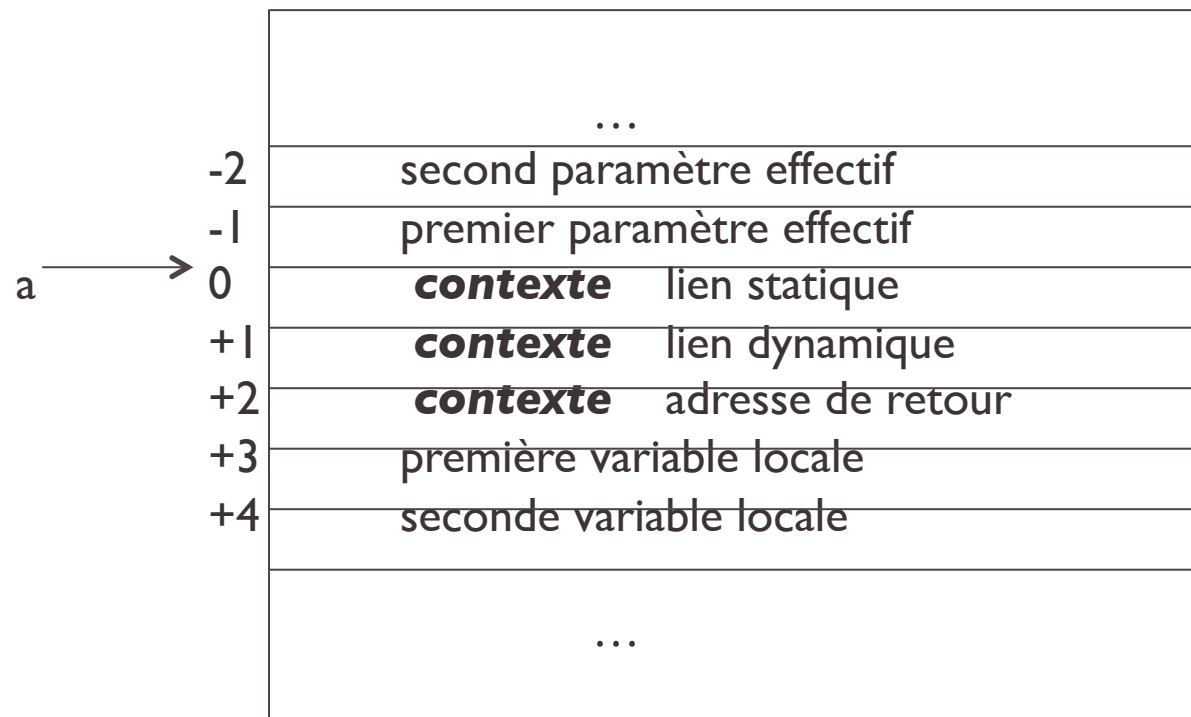 …
-2 second paramètre effectif
-1 premier paramètre effectif
a 0 contexte lien statique
+1 contexte lien dynamique
+2 contexte adresse de retour
+3 première variable locale
+4 seconde variable locale
…